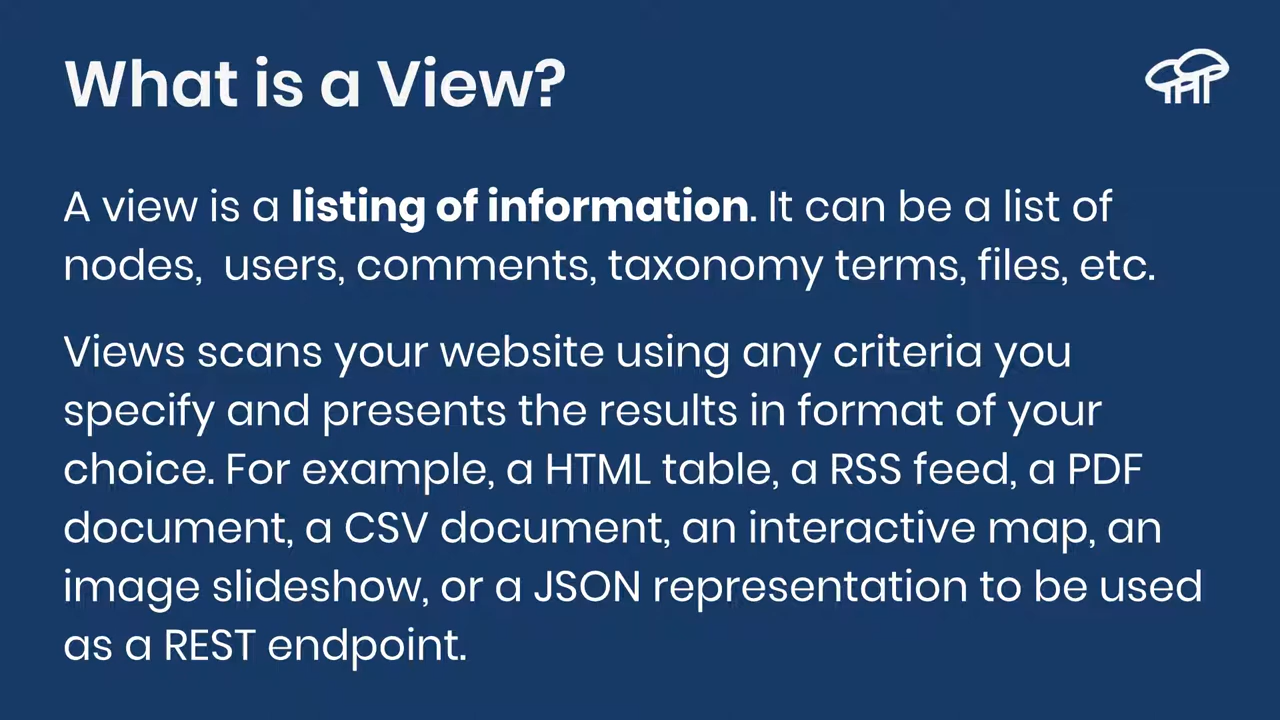 What is a View?
A view is a listing of information. It can be a list of
nodes,  users, comments, taxonomy terms, files, etc.
Views scans your website using any criteria you
specify and presents the results in format of your
choice. For example, a HTML table, a RSS feed, a PDF
document, a CSV document, an interactive map, an
image slideshow, or a JSON representation to be used
as a REST endpoint.